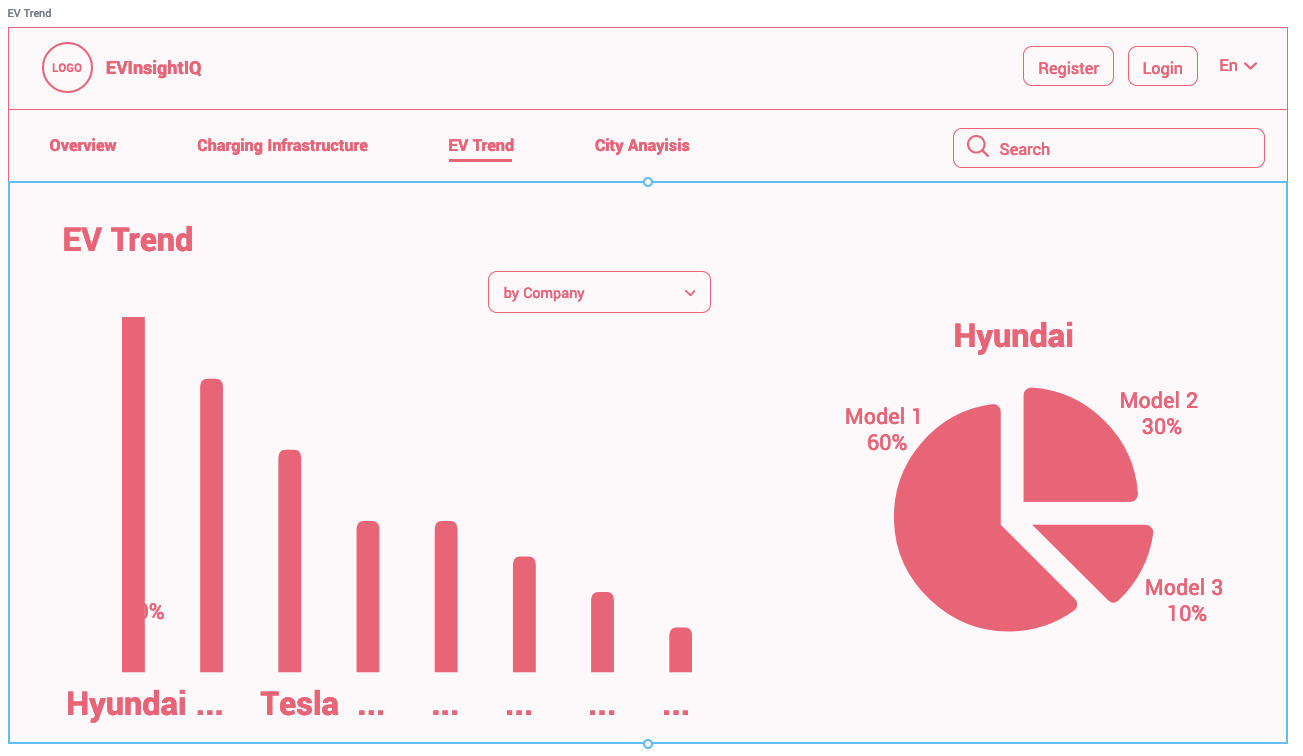 EV Trend
LOGO
EVInsightIQ
Register
Login
En
Overview
Charging Infrastructure
EV Trend
City Anayisis
Search
EV Trend
by Company
Hyundai
Model 1
60%
Model 2
30%
Model 3
10%
%
Hyundai ... Tesla ... ... ... ... ...